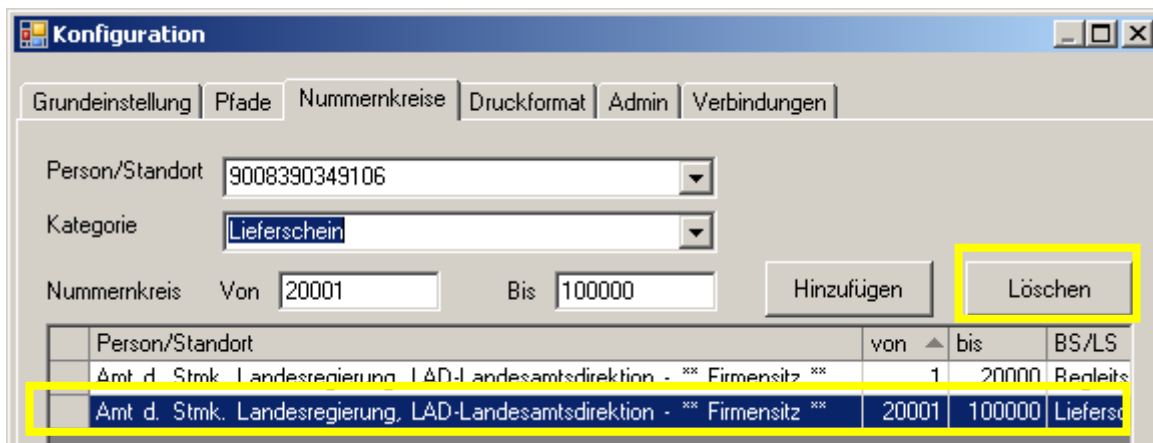 Konfiguration
Grundeinstellung Pfade Nummernkreise Druckformat Admin Verbindungen
Person/Standort 9008390349106
Kategorie Lieferschein
Nummernkreis Von 20001 Bis 100000 Hinzufügen Löschen
Person/Standort von bis BS/LS
Amt d. Stmk. Landesregierung, LAD-Landesamtsdirektion - ** Firmensitz ** 1 20000 Begleits
Amt d. Stmk. Landesregierung, LAD-Landesamtsdirektion - ** Firmensitz ** 20001 100000 Liefersc